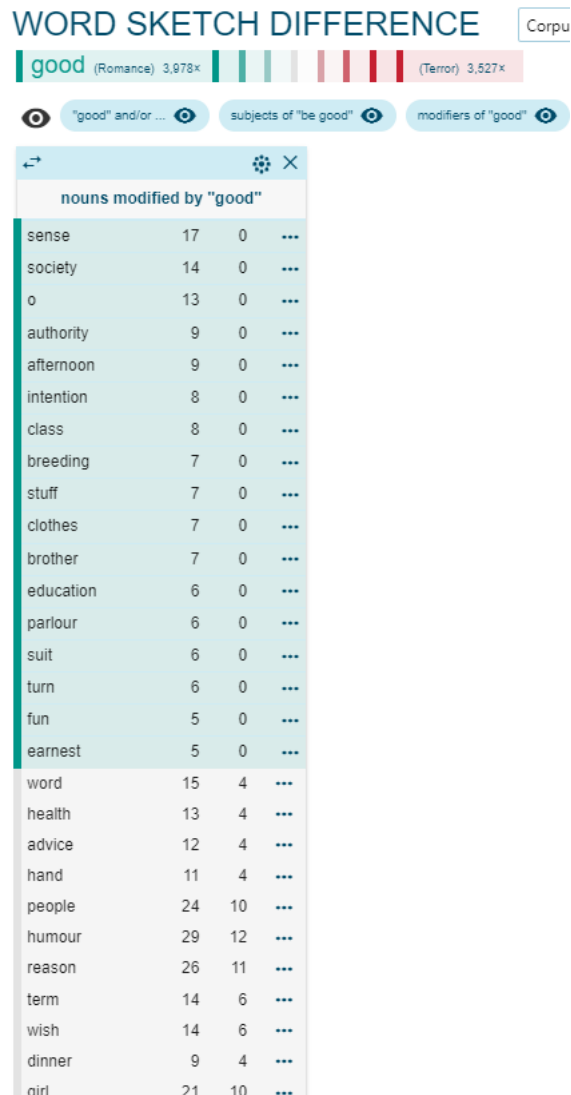 WORD SKETCH DIFFERENCE Corpu
good (Romance) 3,978× (Terror) 3,527×
"good" and/or ... subjects of "be good" modifiers of "good"
nouns modified by "good"
sense 17 0
society 14 0
o 13 0
authority 9 0
afternoon 9 0
intention 8 0
class 8 0
breeding 7 0
stuff 7 0
clothes 7 0
brother 7 0
education 6 0
parlour 6 0
suit 6 0
turn 6 0
fun 5 0
earnest 5 0
word 15 4
health 13 4
advice 12 4
hand 11 4
people 24 10
humour 29 12
reason 26 11
term 14 6
wish 14 6
dinner 9 4
girl 21 10